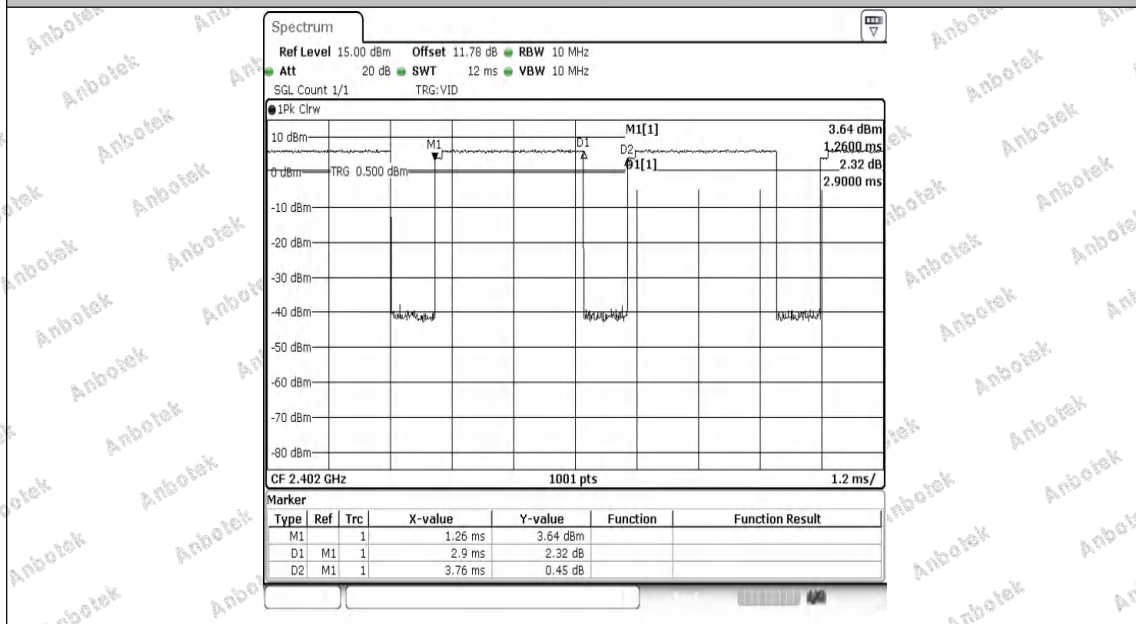 Spectrum
Ref Level 15.00 dBm Offset 11.78 dB RBW 10 MHz
Att 20 dB SWT 12 ms VBW 10 MHz
SGL Count 1/1 TRG:VID
1Pk Clrw
M1[1] 3.64 dBm
1.2600 ms
D1[1] 2.32 dB
2.9000 ms
M1
D1
D2
10 dBm
0 dBm
TRG 0.500 dBm
-10 dBm
-20 dBm
-30 dBm
-40 dBm
-50 dBm
-60 dBm
-70 dBm
-80 dBm
CF 2.402 GHz 1001 pts 1.2 ms/
Marker
Type Ref Trc X-value Y-value Function Function Result
M1 1 1.26 ms 3.64 dBm
D1 M1 1 2.9 ms 2.32 dB
D2 M1 1 3.76 ms 0.45 dB
Anbotek